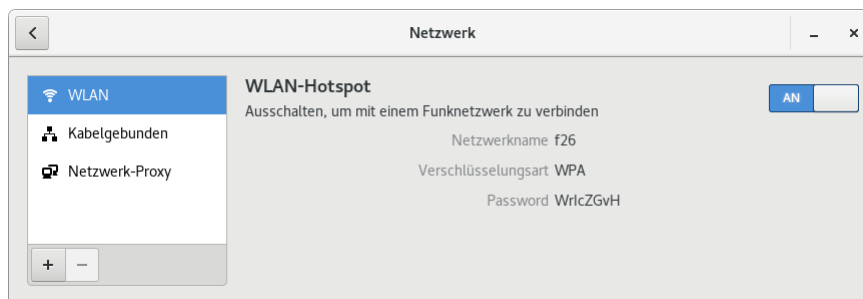 Netzwerk
WLAN
Kabelgebunden
Netzwerk-Proxy
WLAN-Hotspot
AN
Ausschalten, um mit einem Funknetzwerk zu verbinden
Netzwerkname f26
Verschlüsselungsart WPA
Password WrIcZGvH